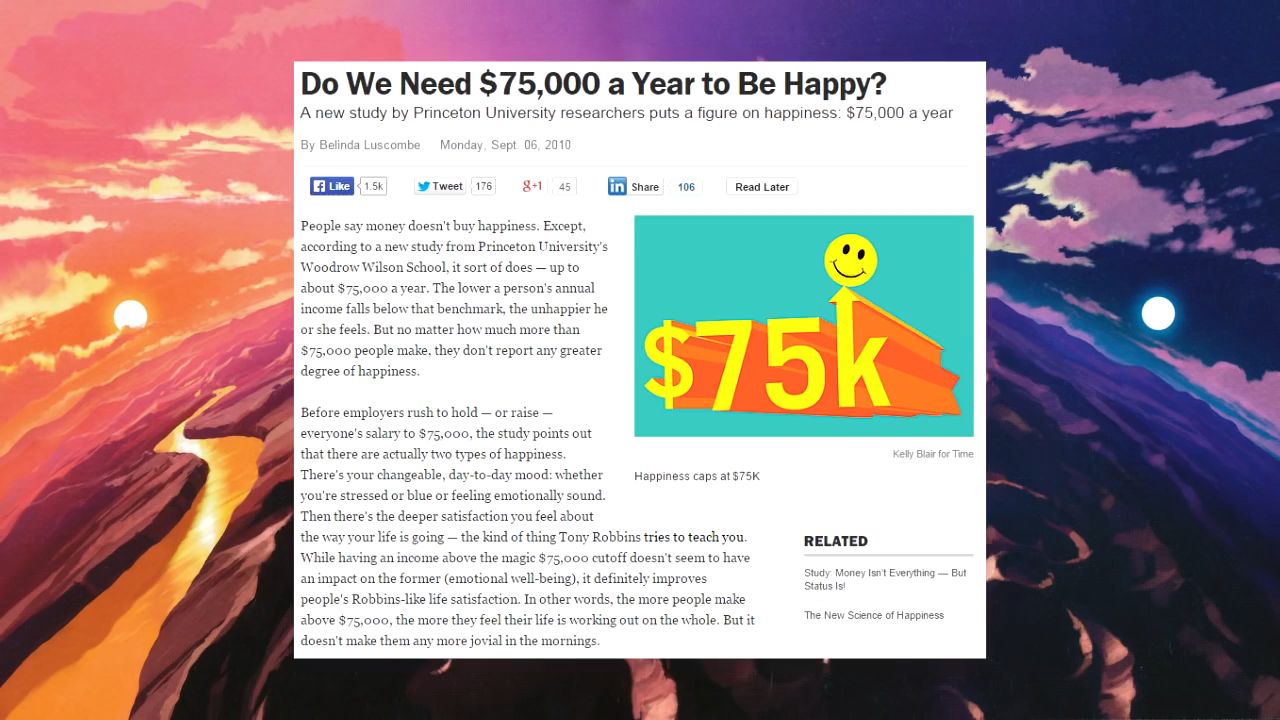 Do We Need $75,000 a Year to Be Happy?
A new study by Princeton University researchers puts a figure on happiness: $75,000 a year
By Belinda Luscombe Monday, Sept. 06, 2010
Like 1.5k Tweet 176 g+1 45 in Share 106 Read Later
People say money doesn't buy happiness. Except,
according to a new study from Princeton University's
Woodrow Wilson School, it sort of does — up to
about $75,000 a year. The lower a person's annual
income falls below that benchmark, the unhappier he
or she feels. But no matter how much more than
$75,000 people make, they don't report any greater
degree of happiness.
Before employers rush to hold — or raise —
everyone's salary to $75,000, the study points out
that there are actually two types of happiness.
There's your changeable, day-to-day mood: whether
you're stressed or blue or feeling emotionally sound.
Then there's the deeper satisfaction you feel about
the way your life is going — the kind of thing Tony Robbins tries to teach you.
While having an income above the magic $75,000 cutoff doesn't seem to have
an impact on the former (emotional well-being), it definitely improves
people's Robbins-like life satisfaction. In other words, the more people make
above $75,000, the more they feel their life is working out on the whole. But it
doesn't make them any more jovial in the mornings.
$75k
Kelly Blair for Time
Happiness caps at $75K
RELATED
Study: Money Isn't Everything — But
Status Is!
The New Science of Happiness